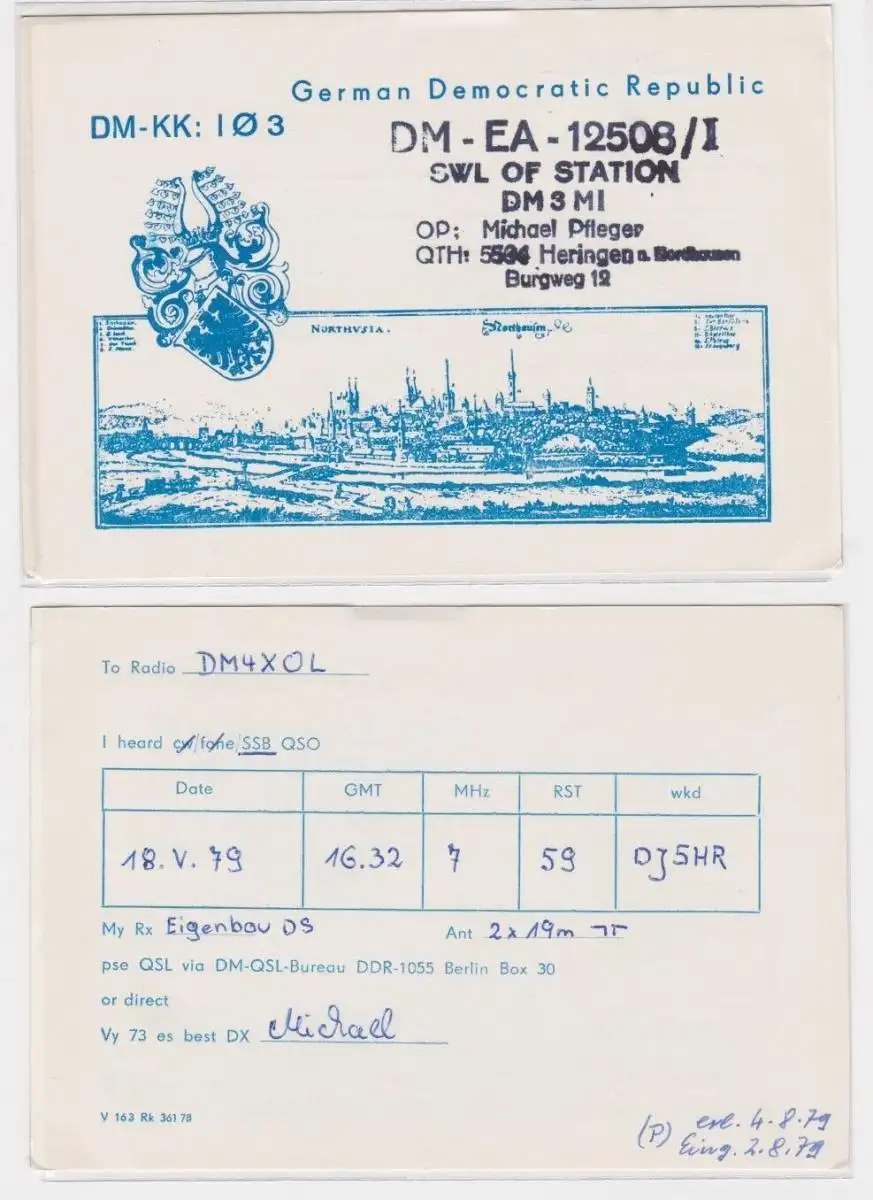 German Democratic Republic
DM-KK: IØ3
DM - EA - 12508/I
SWL OF STATION
DM3MI
OP: Michael Pfleger
QTH: Heringen n. Nordhausen
Burgweg 12
NORTHVSIA.
Northausen
To Radio DM4XOL
I heard cw/fone/SSB QSO
Date GMT MHz RST wkd
18.V.79 16.32 7 59 DJ5HR
My Rx Eigenbau DS Ant 2x19m
pse QSL via DM-QSL-Bureau DDR-1055 Berlin Box 30
or direct
Vy 73 es best DX Michael
V 163 Rk 361 78
(P) erl. 4.8.79
Eing. 2.8.79